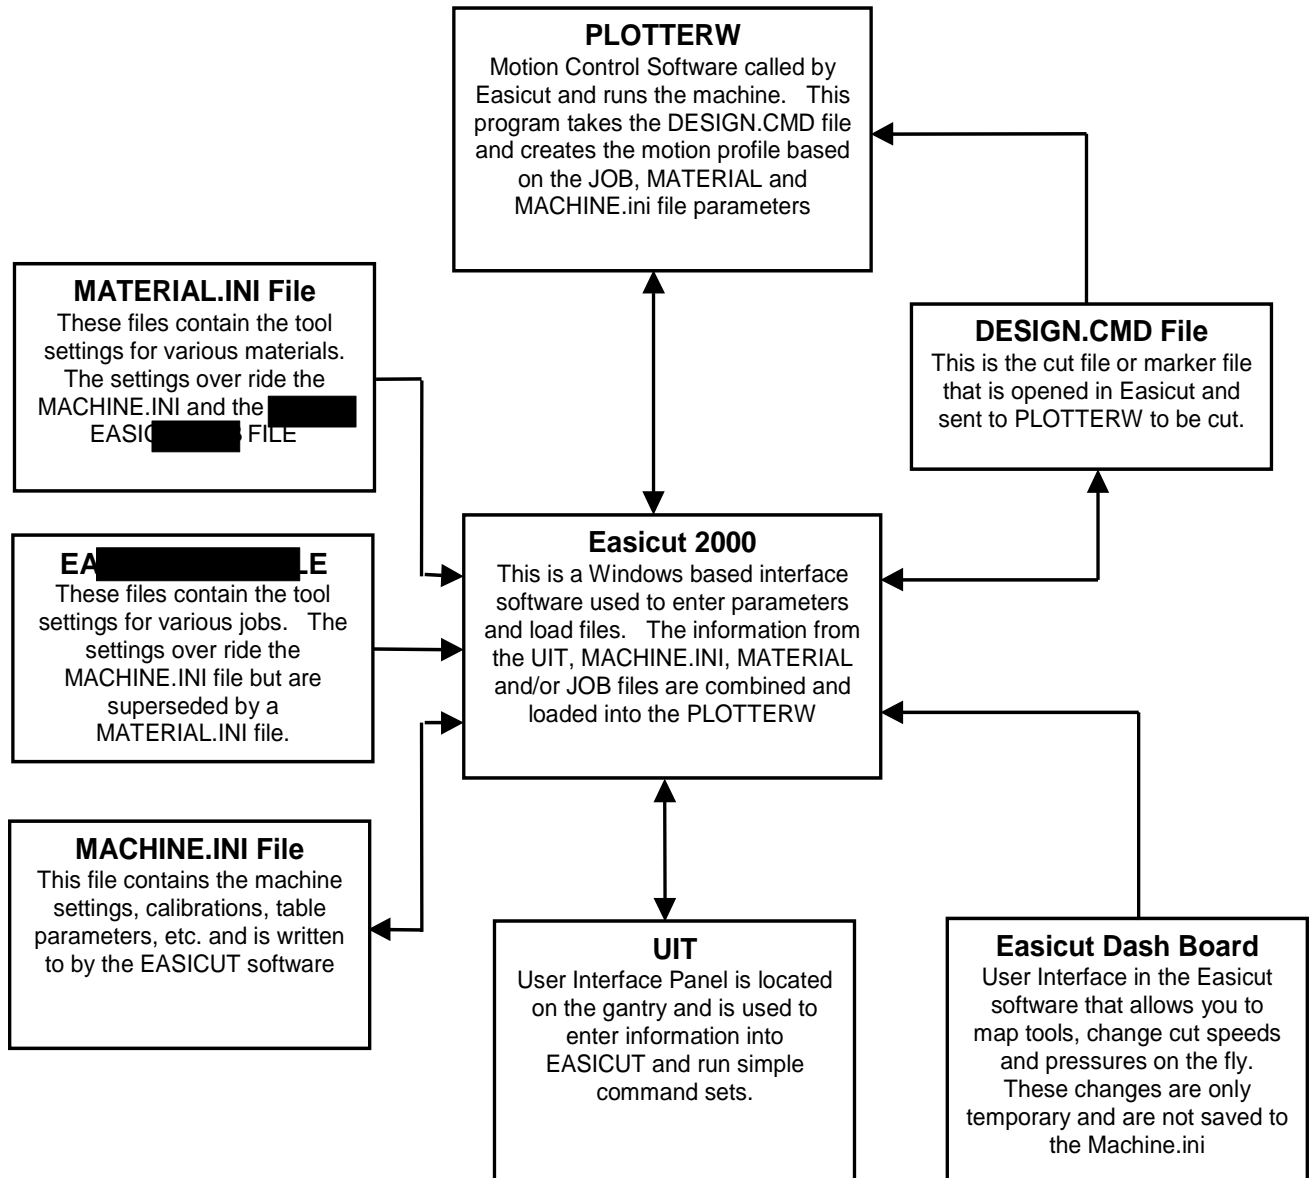 PLOTTERW
Motion Control Software called by
Easicut and runs the machine. This
program takes the DESIGN.CMD file
and creates the motion profile based
on the JOB, MATERIAL and
MACHINE.ini file parameters
MATERIAL.INI File
These files contain the tool
settings for various materials.
The settings over ride the
MACHINE.INI and the
FILE
DESIGN.CMD File
This is the cut file or marker file
that is opened in Easicut and
sent to PLOTTERW to be cut.
These files contain the tool
settings for various jobs. The
settings over ride the
MACHINE.INI file but are
superseded by a
MATERIAL.INI file.
Easicut 2000
This is a Windows based interface
software used to enter parameters
and load files. The information from
the UIT, MACHINE.INI, MATERIAL
and/or JOB files are combined and
loaded into the PLOTTERW
MACHINE.INI File
This file contains the machine
settings, calibrations, table
parameters, etc. and is written
to by the EASICUT software
UIT
User Interface Panel is located
on the gantry and is used to
enter information into
EASICUT and run simple
command sets.
Easicut Dash Board
User Interface in the Easicut
software that allows you to
map tools, change cut speeds
and pressures on the fly.
These changes are only
temporary and are not saved to
the Machine.ini